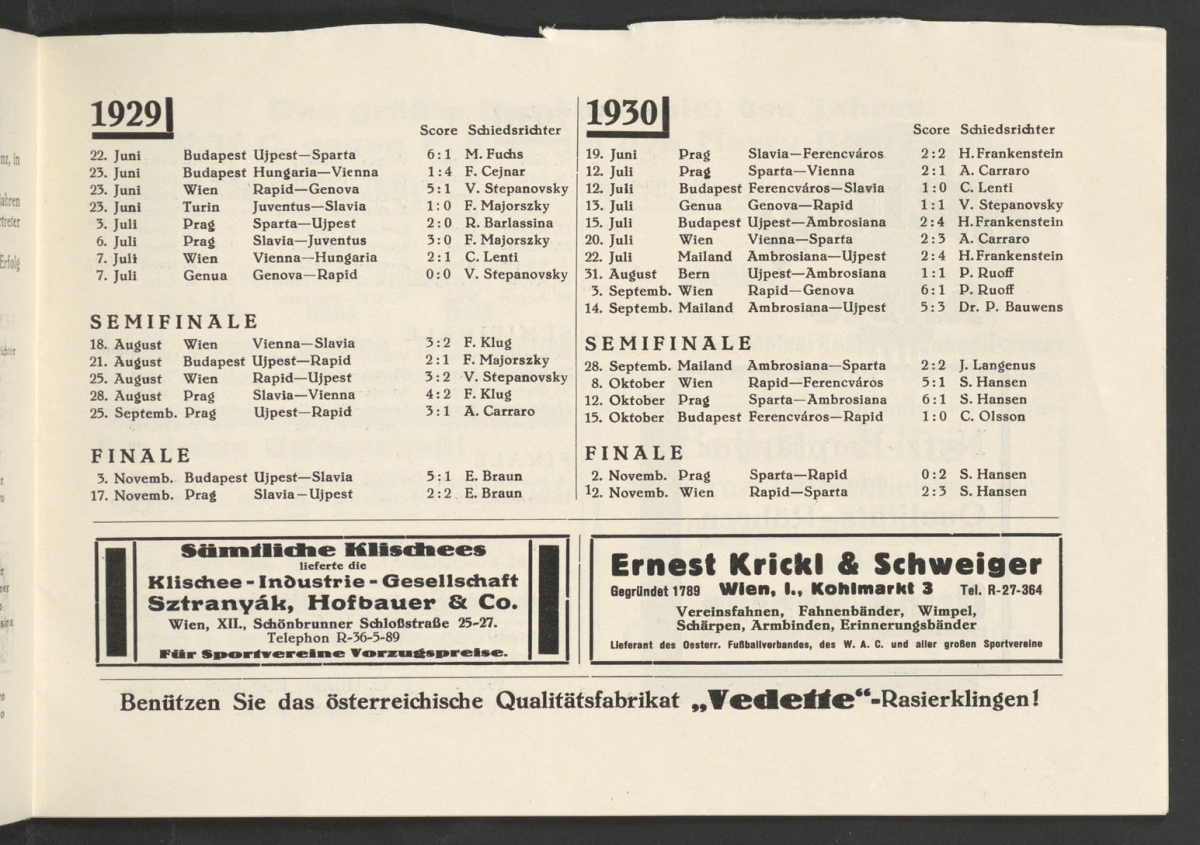 1929
Score Schiedsrichter
22. Juni Budapest Ujpest—Sparta 6:1 M. Fuchs
23. Juni Budapest Hungaria—Vienna 1:4 F. Cejnar
23. Juni Wien Rapid—Genova 5:1 V. Stepanovsky
23. Juni Turin Juventus—Slavia 1:0 F. Majorszky
3. Juli Prag Sparta—Ujpest 2:0 R. Barlassina
6. Juli Prag Slavia—Juventus 3:0 F. Majorszky
7. Juli Wien Vienna—Hungaria 2:1 C. Lenti
7. Juli Genua Genova—Rapid 0:0 V. Stepanovsky
SEMIFINALE
18. August Wien Vienna—Slavia 3:2 F. Klug
21. August Budapest Ujpest—Rapid 2:1 F. Majorszky
25. August Wien Rapid—Ujpest 3:2 V. Stepanovsky
28. August Prag Slavia—Vienna 4:2 F. Klug
25. Septemb. Prag Ujpest—Rapid 3:1 A. Carraro
FINALE
3. Novemb. Budapest Ujpest—Slavia 5:1 E. Braun
17. Novemb. Prag Slavia—Ujpest 2:2 E. Braun
1930
Score Schiedsrichter
19. Juni Prag Slavia—Ferencváros 2:2 H. Frankenstein
12. Juli Prag Sparta—Vienna 2:1 A. Carraro
12. Juli Budapest Ferencváros—Slavia 1:0 C. Lenti
13. Juli Genua Genova—Rapid 1:1 V. Stepanovsky
15. Juli Budapest Ujpest—Ambrosiana 2:4 H. Frankenstein
20. Juli Wien Vienna—Sparta 2:3 A. Carraro
22. Juli Mailand Ambrosiana—Ujpest 2:4 H. Frankenstein
31. August Bern Ujpest—Ambrosiana 1:1 P. Ruoff
3. Septemb. Wien Rapid—Genova 6:1 P. Ruoff
14. Septemb. Mailand Ambrosiana—Ujpest 5:3 Dr. P. Bauwens
SEMIFINALE
28. Septemb. Mailand Ambrosiana—Sparta 2:2 J. Langenus
8. Oktober Wien Rapid—Ferencváros 5:1 S. Hansen
12. Oktober Prag Sparta—Ambrosiana 6:1 S. Hansen
15. Oktober Budapest Ferencváros—Rapid 1:0 C. Olsson
FINALE
2. Novemb. Prag Sparta—Rapid 0:2 S. Hansen
12. Novemb. Wien Rapid—Sparta 2:3 S. Hansen
Sämtliche Klischees
lieferte die
Klischee-Industrie-Gesellschaft
Sztranyák, Hofbauer & Co.
Wien, XII., Schönbrunner Schloßstraße 25-27.
Telephon R-36-5-89
Für Sportvereine Vorzugspreise.
Ernest Krickl & Schweiger
Gegründet 1789 Wien, I., Kohlmarkt 3 Tel. R-27-364
Vereinsfahnen, Fahnenbänder, Wimpel,
Schärpen, Armbinden, Erinnerungsbänder
Lieferant des Oesterr. Fußballverbandes, des W. A. C. und aller großen Sportvereine
Benützen Sie das österreichische Qualitätsfabrikat „Vedette“-Rasierklingen!